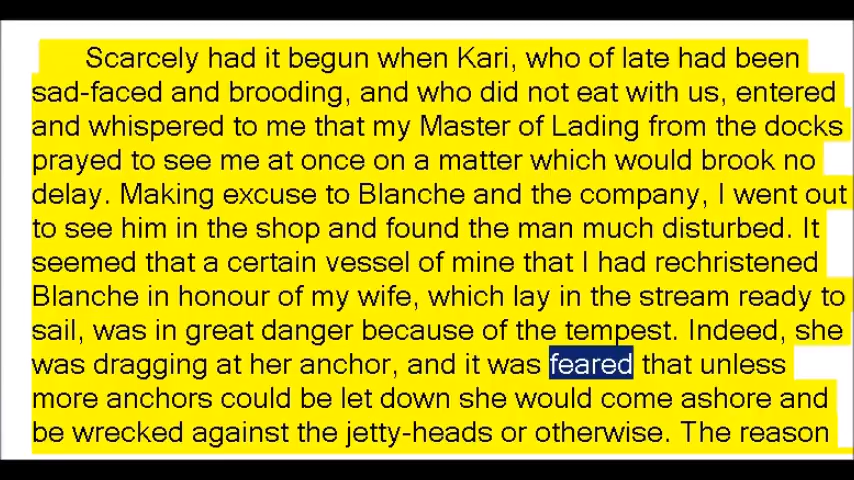 Scarcely had it begun when Kari, who of late had been
sad-faced and brooding, and who did not eat with us, entered
and whispered to me that my Master of Lading from the docks
prayed to see me at once on a matter which would brook no
delay. Making excuse to Blanche and the company, I went out
to see him in the shop and found the man much disturbed. It
seemed that a certain vessel of mine that I had rechristened
Blanche in honour of my wife, which lay in the stream ready to
sail, was in great danger because of the tempest. Indeed, she
was dragging at her anchor, and it was feared that unless
more anchors could be let down she would come ashore and
be wrecked against the jetty-heads or otherwise. The reason